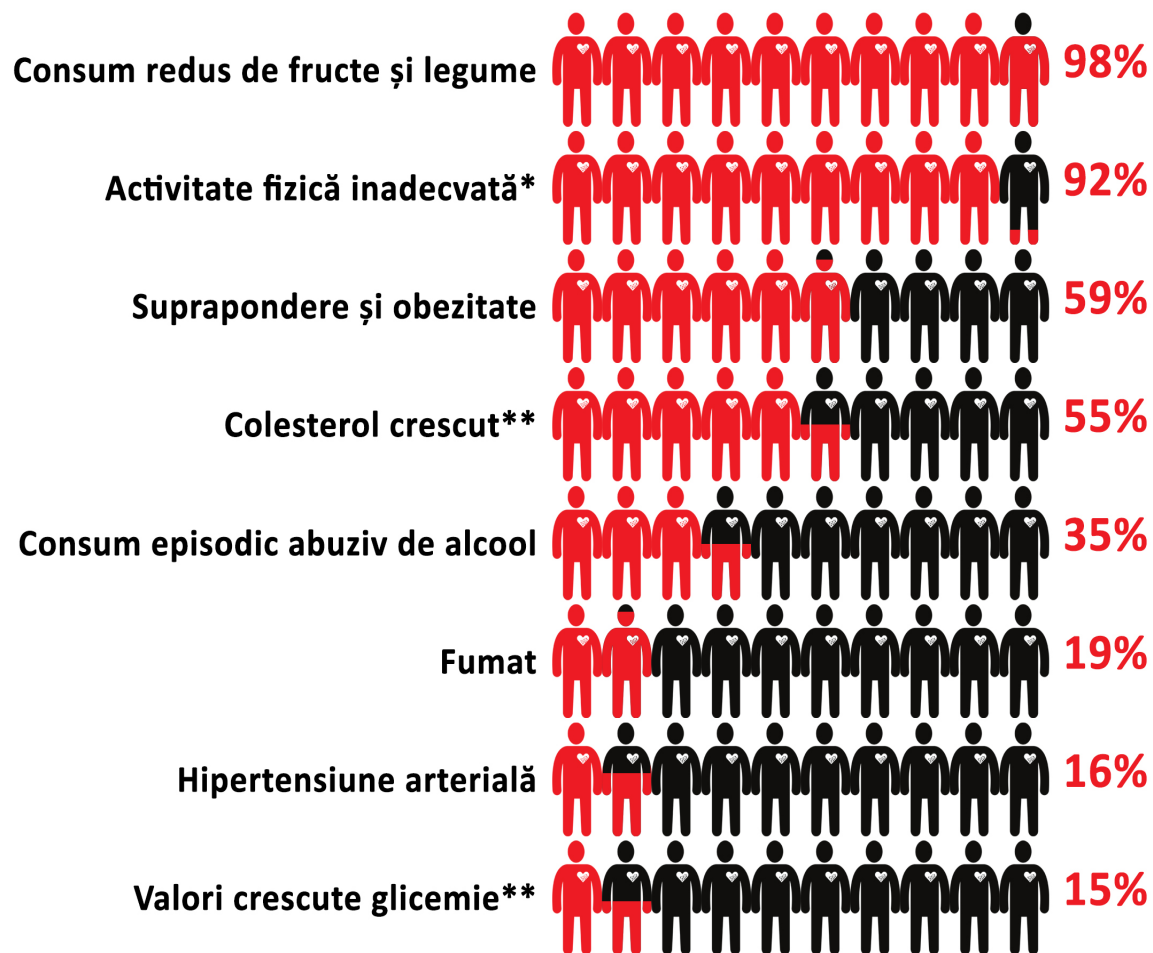 Consum redus de fructe și legume 98%
Activitate fizică inadecvată* 92%
Suprapondere și obezitate 59%
Colesterol crescut** 55%
Consum episodic abuziv de alcool 35%
Fumat 19%
Hipertensiune arterială 16%
Valori crescute glicemie** 15%